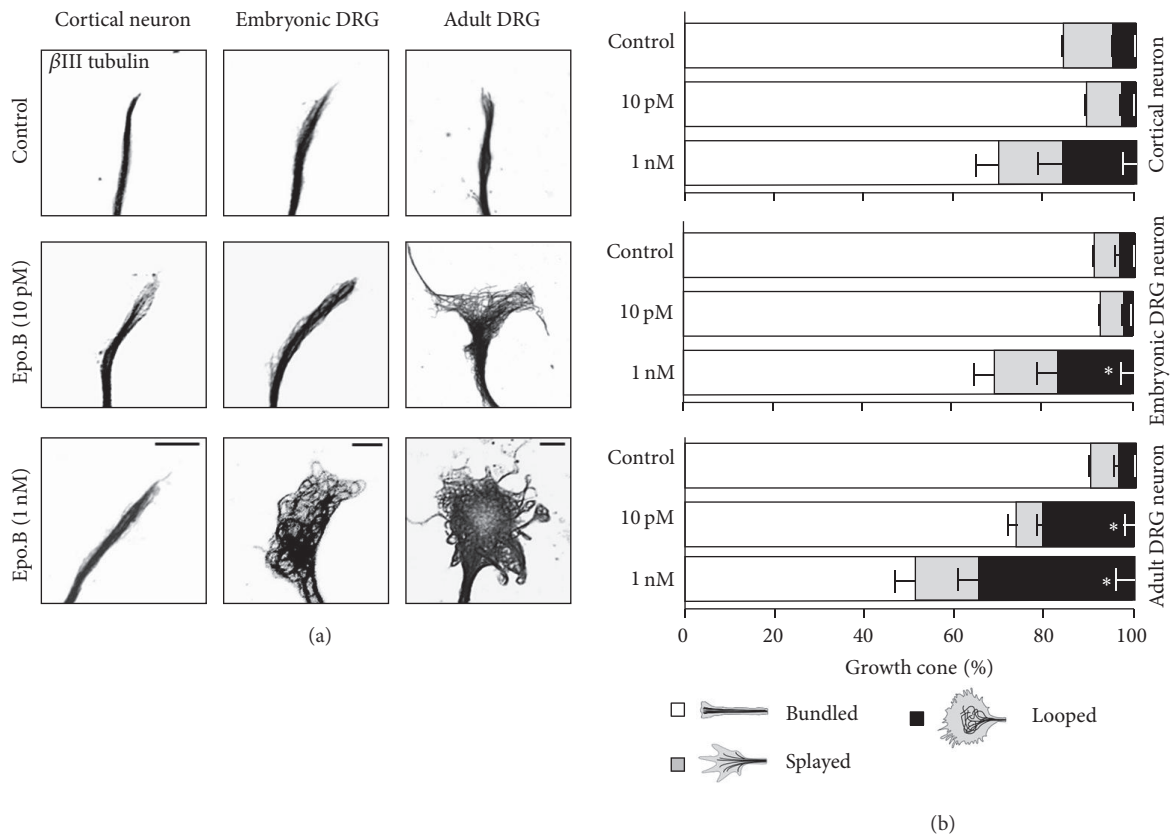 Cortical neuron Embryonic DRG Adult DRG
βIII tubulin
Control
Epo.B (10 pM)
Epo.B (1 nM)
(a)
Control
10 pM
1 nM
Cortical neuron
Control
10 pM
1 nM
*
Embryonic DRG neuron
Control
10 pM
*
1 nM
*
Adult DRG neuron
0 20 40 60 80 100
Growth cone (%)
Bundled
Looped
Splayed
(b)